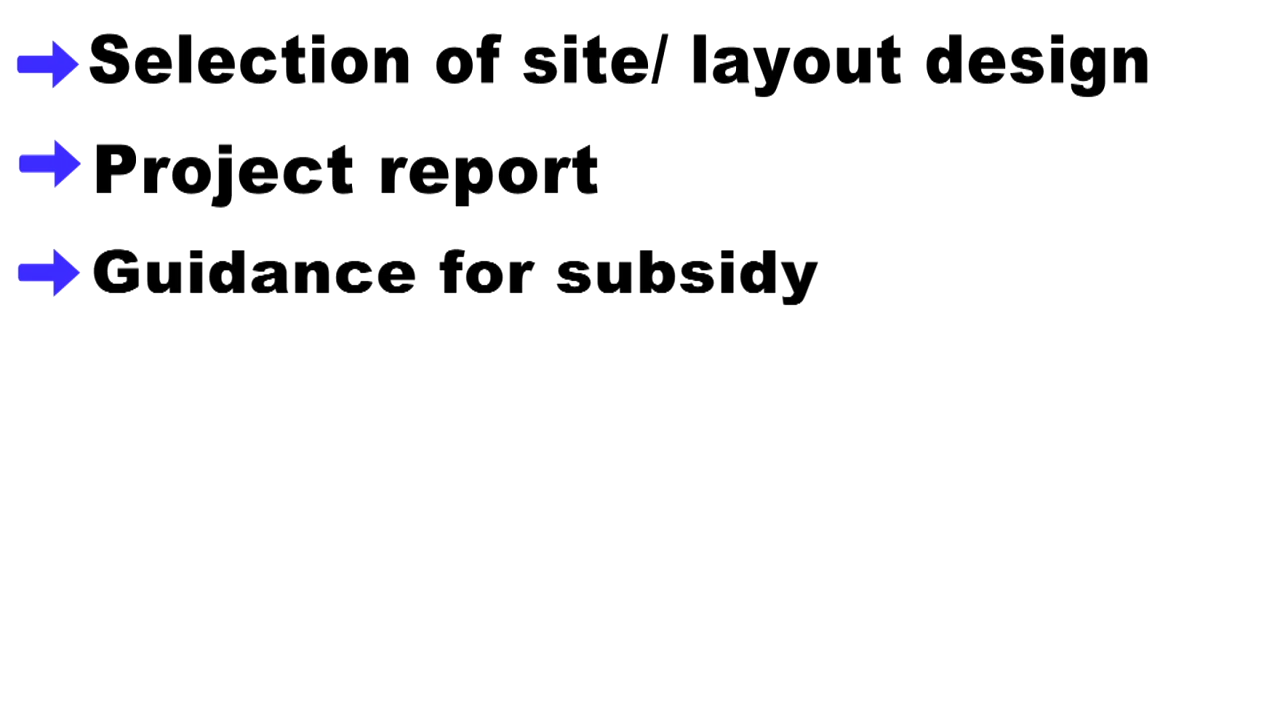 Selection of site/ layout design
Project report
Guidance for subsidy